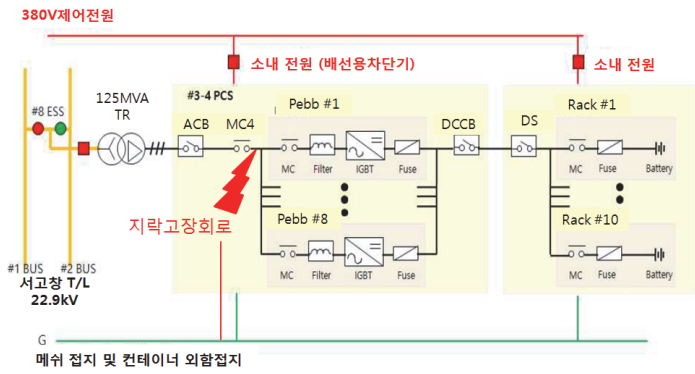 380V제어전원
소내 전원 (배선용차단기)
소내 전원
#8 ESS
125MVA
TR
#3-4 PCS
ACB
MC4
Pebb #1
MC
Filter
IGBT
Fuse
DCCB
DS
Rack #1
MC
Fuse
Battery
지락고장회로
Pebb #8
MC
Filter
IGBT
Fuse
Rack #10
MC
Fuse
Battery
#1 BUS
#2 BUS
서고창 T/L
22.9kV
G
메쉬 접지 및 컨테이너 외함접지